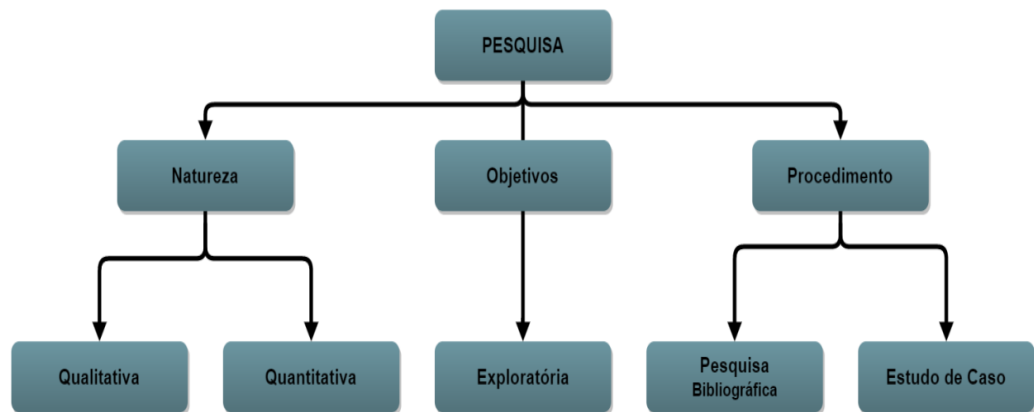 PESQUISA
Natureza
Objetivos
Procedimento
Qualitativa
Quantitativa
Exploratória
Pesquisa
Bibliográfica
Estudo de Caso